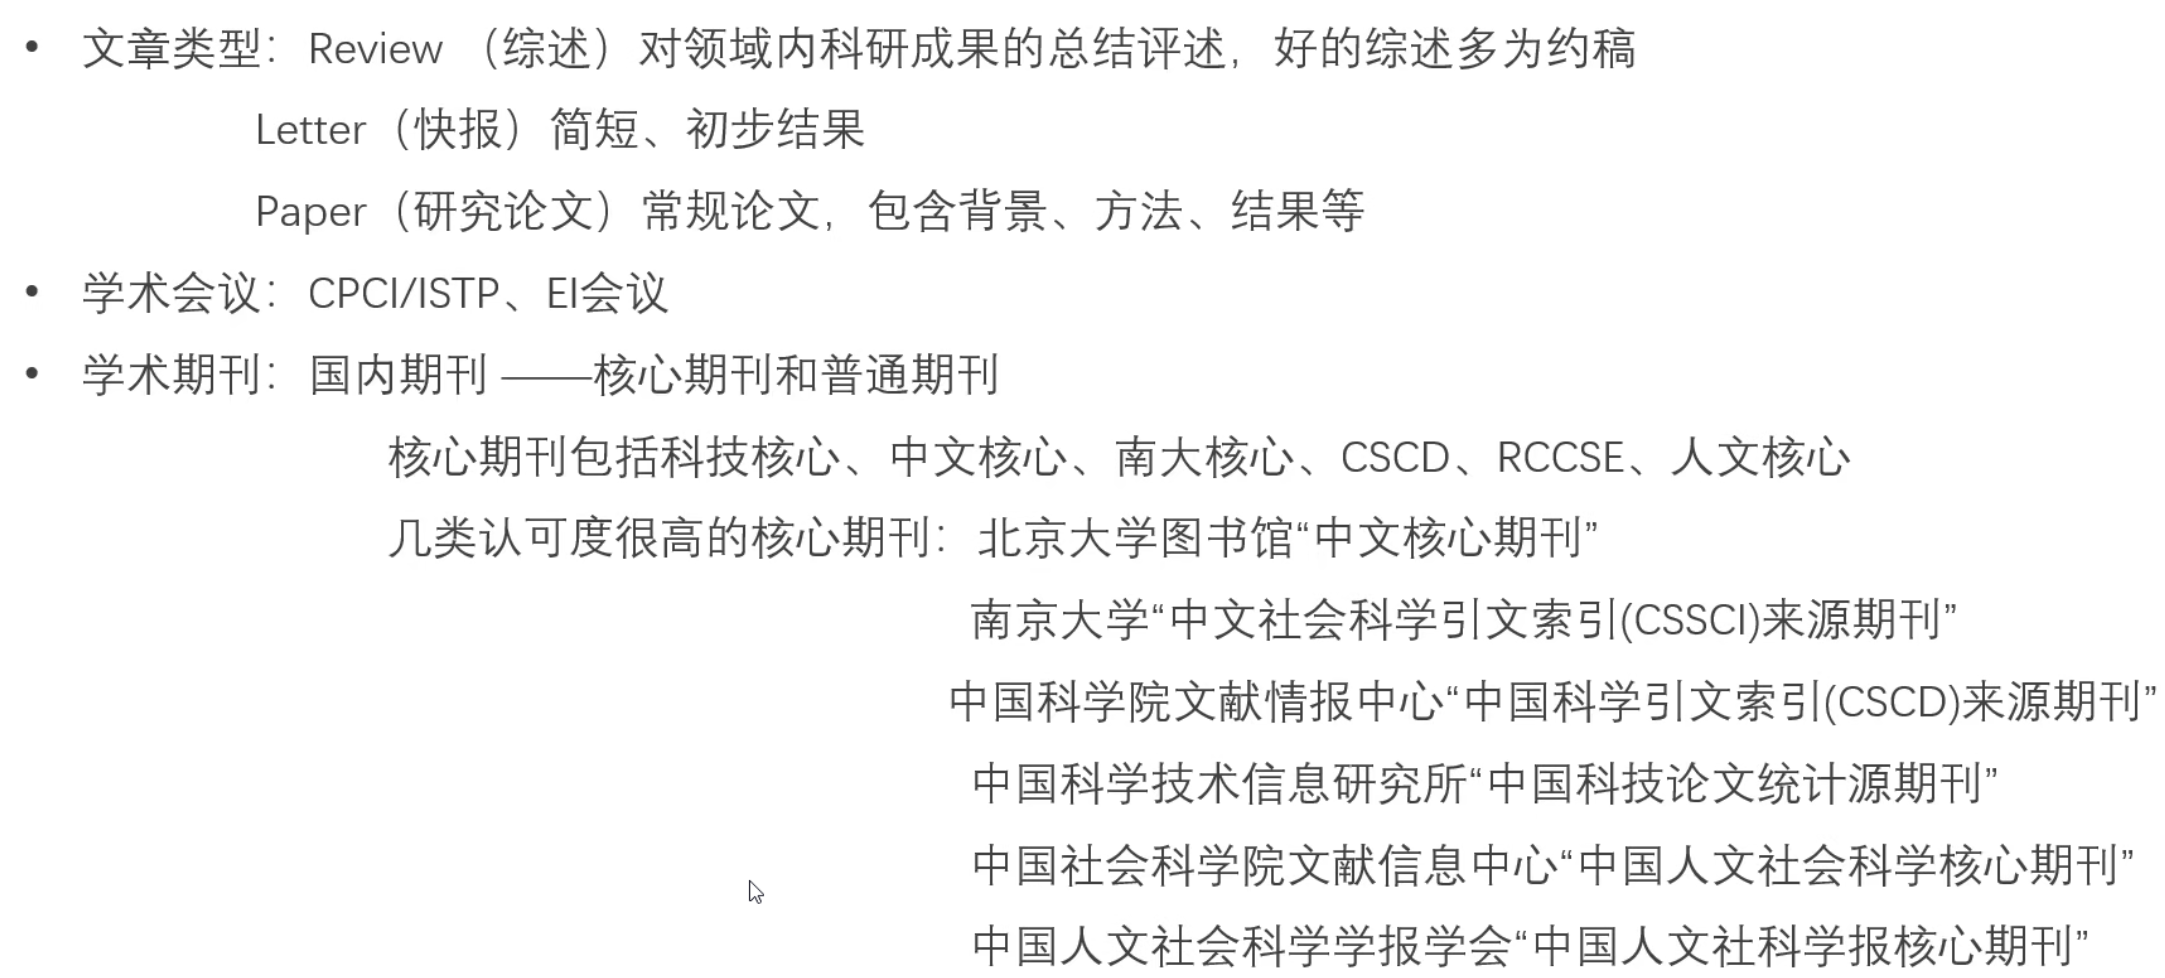 • 文章类型：Review （综述）对领域内科研成果的总结评述，好的综述多为约稿
Letter（快报）简短、初步结果
Paper（研究论文）常规论文，包含背景、方法、结果等
• 学术会议：CPCI/ISTP、EI会议
• 学术期刊：国内期刊 ——核心期刊和普通期刊
核心期刊包括科技核心、中文核心、南大核心、CSCD、RCCSE、人文核心
几类认可度很高的核心期刊：北京大学图书馆“中文核心期刊”
南京大学“中文社会科学引文索引(CSSCI)来源期刊”
中国科学院文献情报中心“中国科学引文索引(CSCD)来源期刊”
中国科学技术信息研究所“中国科技论文统计源期刊”
中国社会科学院文献信息中心“中国人文社会科学核心期刊”
中国人文社会科学学报学会“中国人文社科学报核心期刊”